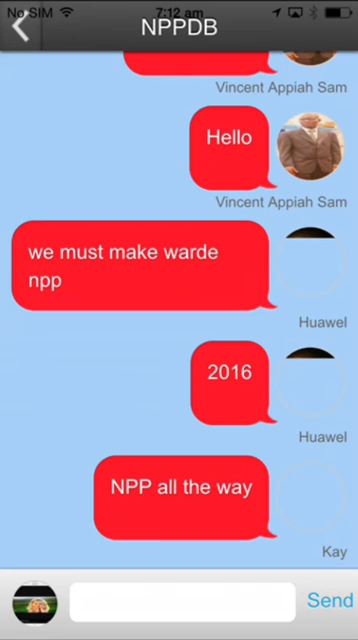 No SIM 7:12 am
NPPDB
Vincent Appiah Sam
Hello
Vincent Appiah Sam
we must make warde
npp
Huawel
2016
Huawel
NPP all the way
Kay
Send